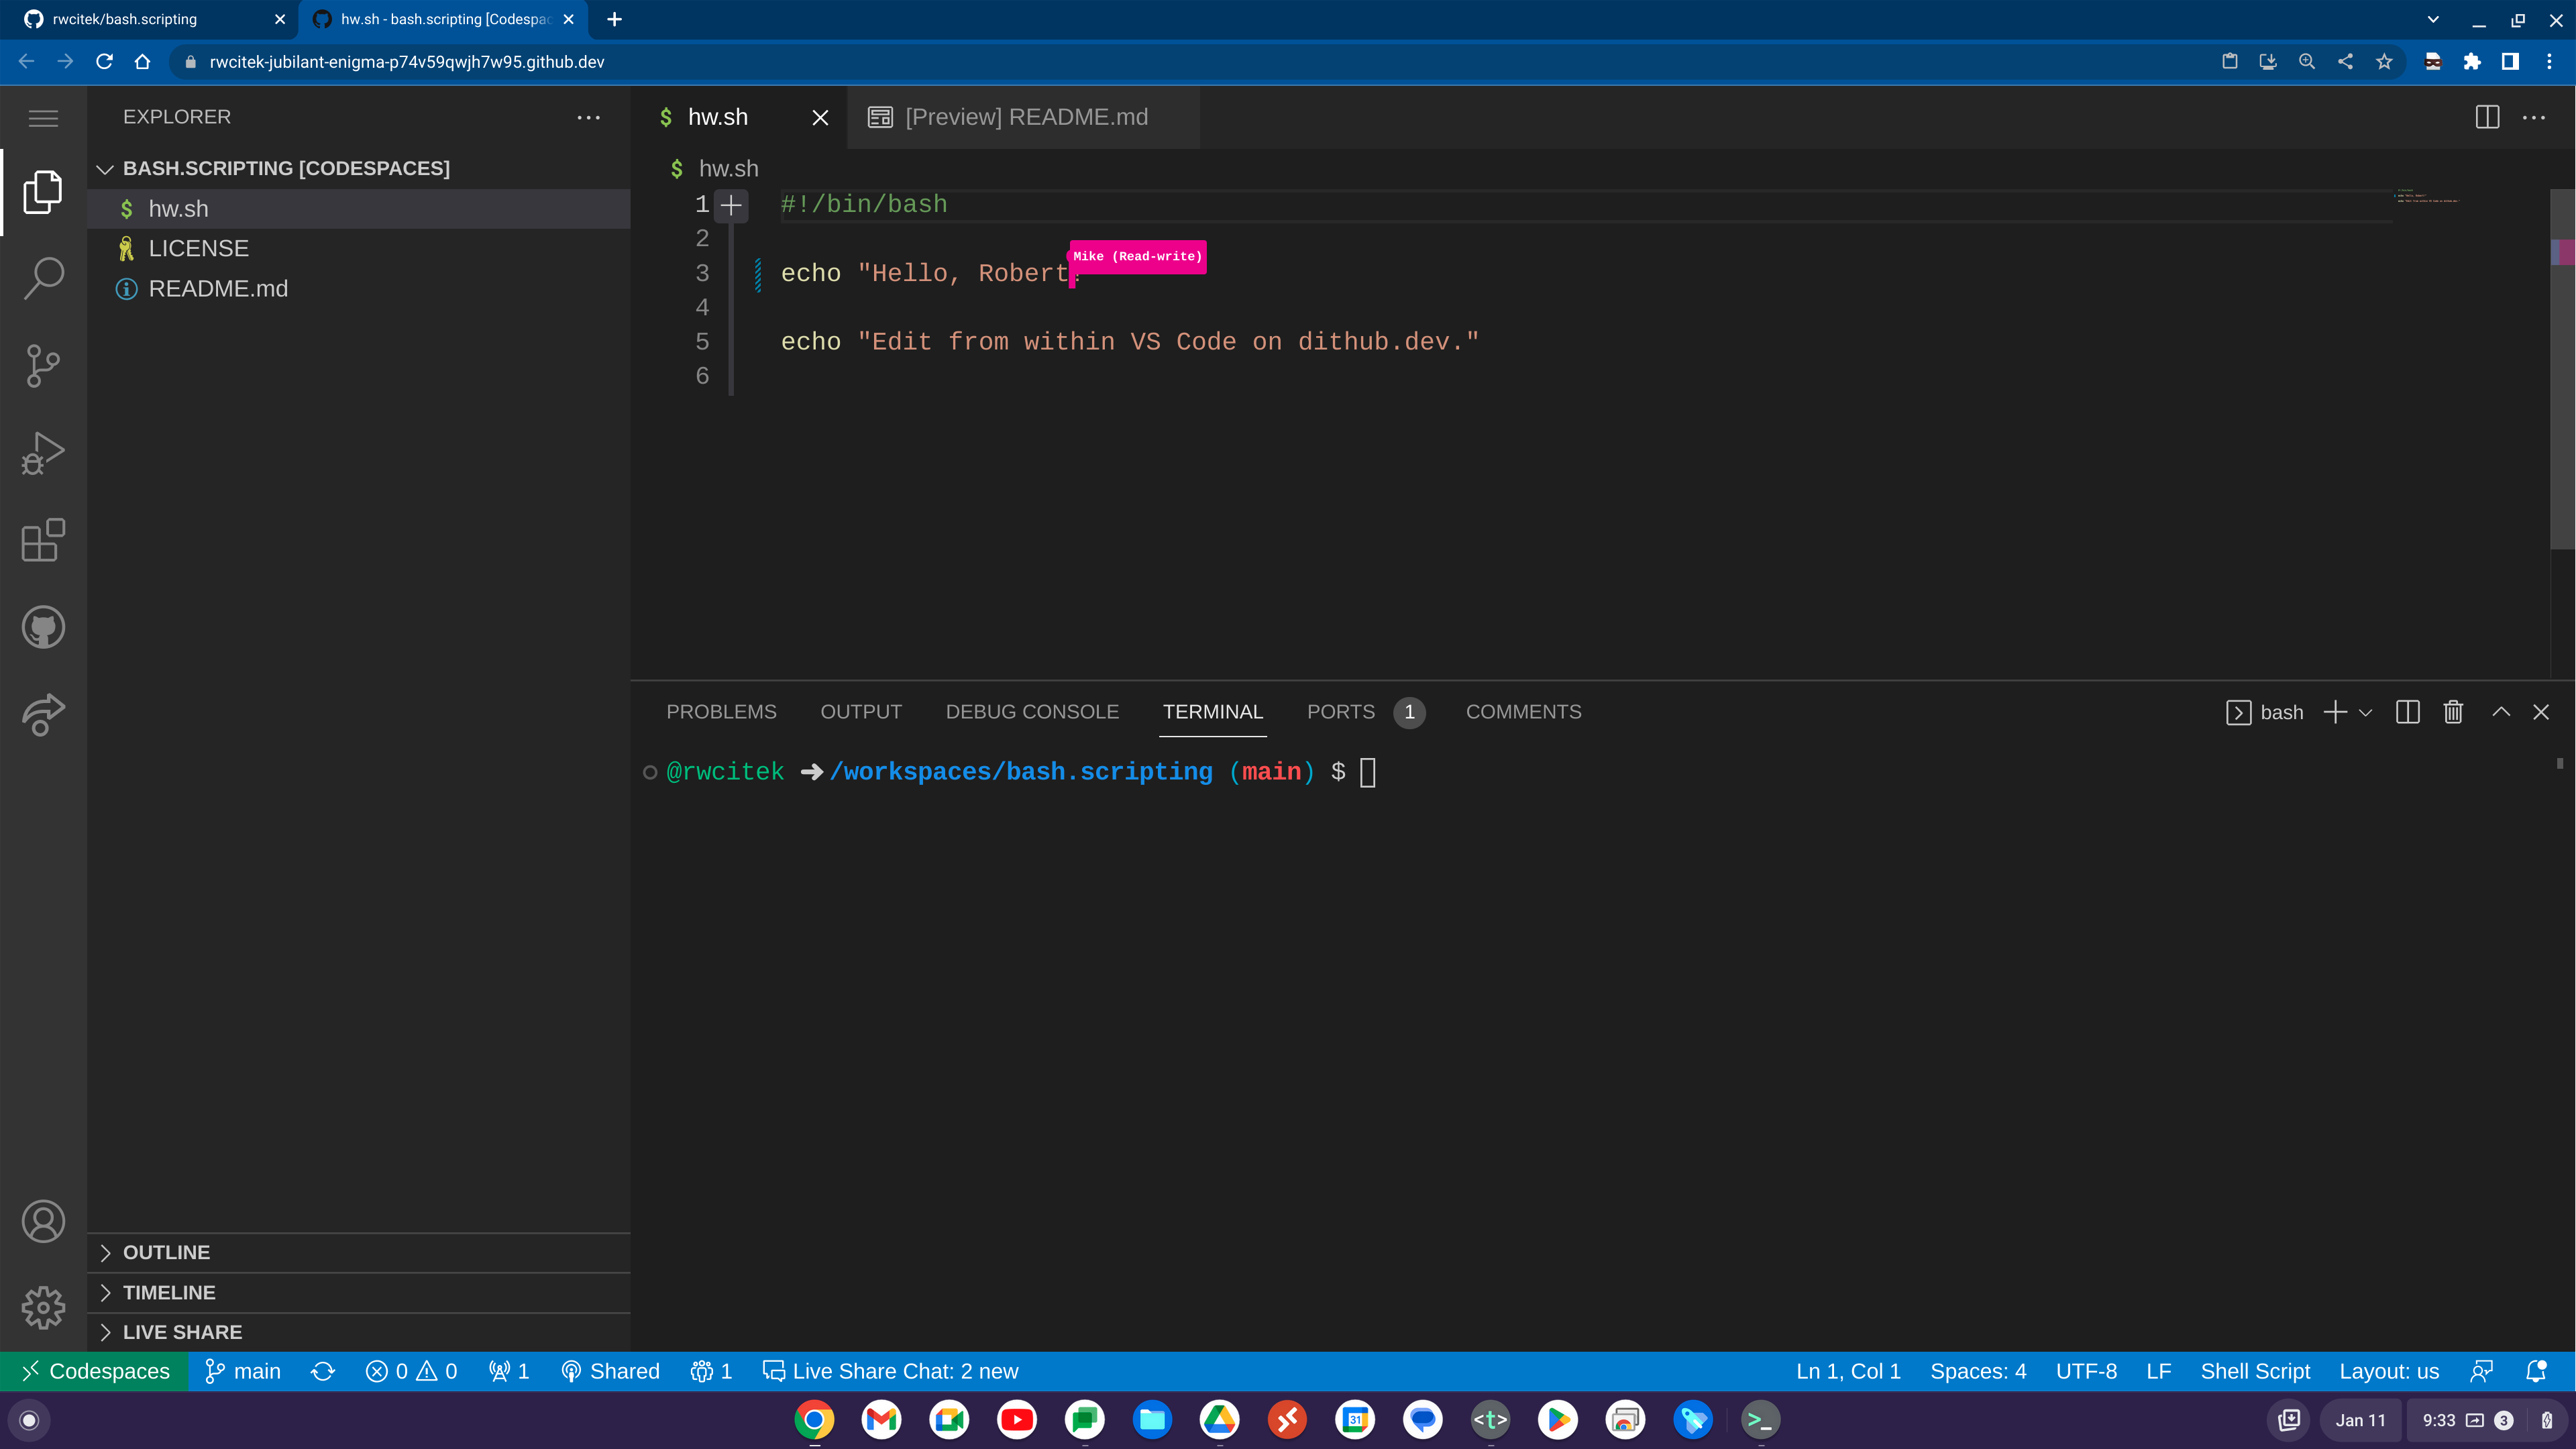 rwcitek/bash.scripting
hw.sh - bash.scripting [Codespac
rwcitek-jubilant-enigma-p74v59qwjh7w95.github.dev
EXPLORER
BASH.SCRIPTING [CODESPACES]
$ hw.sh
LICENSE
README.md
OUTLINE
TIMELINE
LIVE SHARE
$ hw.sh
[Preview] README.md
$ hw.sh
1 #!/bin/bash
2
Mike (Read-write)
3 echo "Hello, Robert
4
5 echo "Edit from within VS Code on dithub.dev."
6
PROBLEMS OUTPUT DEBUG CONSOLE TERMINAL PORTS 1 COMMENTS
bash
@rwcitek ➜ /workspaces/bash.scripting (main) $
Codespaces main 0 0 1 Shared 1 Live Share Chat: 2 new
Ln 1, Col 1 Spaces: 4 UTF-8 LF Shell Script Layout: us
31
<t>
>_
Jan 11
9:33 3